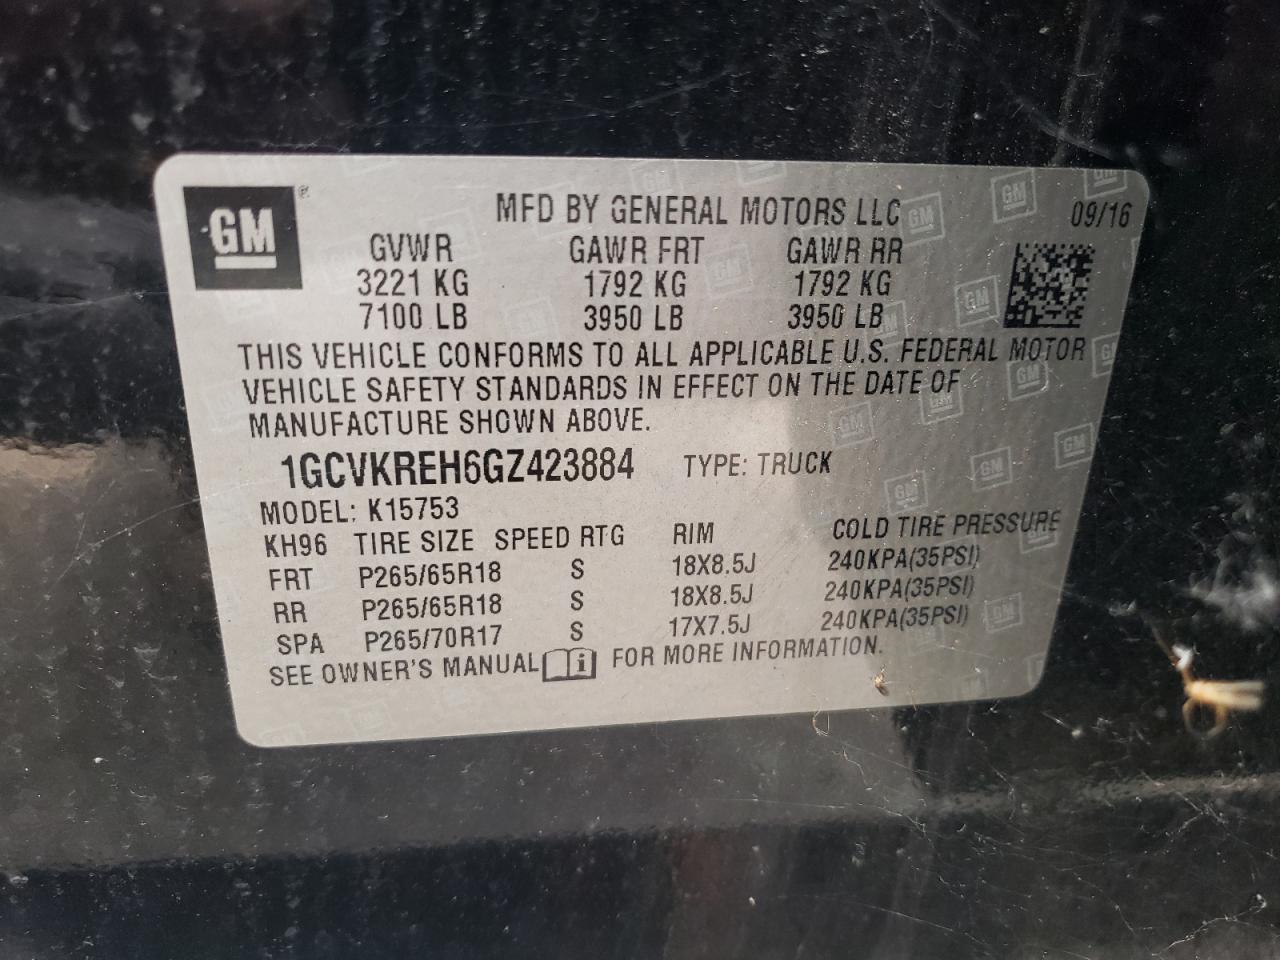 GM®
MFD BY GENERAL MOTORS LLC 09/16
GVWR GAWR FRT GAWR RR
3221 KG 1792 KG 1792 KG
7100 LB 3950 LB 3950 LB
THIS VEHICLE CONFORMS TO ALL APPLICABLE U.S. FEDERAL MOTOR
VEHICLE SAFETY STANDARDS IN EFFECT ON THE DATE OF
MANUFACTURE SHOWN ABOVE.
1GCVKREH6GZ423884 TYPE: TRUCK
MODEL: K15753
KH96 TIRE SIZE SPEED RTG RIM COLD TIRE PRESSURE
FRT P265/65R18 S 18X8.5J 240KPA(35PSI)
RR P265/65R18 S 18X8.5J 240KPA(35PSI)
SPA P265/70R17 S 17X7.5J 240KPA(35PSI)
SEE OWNER'S MANUAL i FOR MORE INFORMATION.